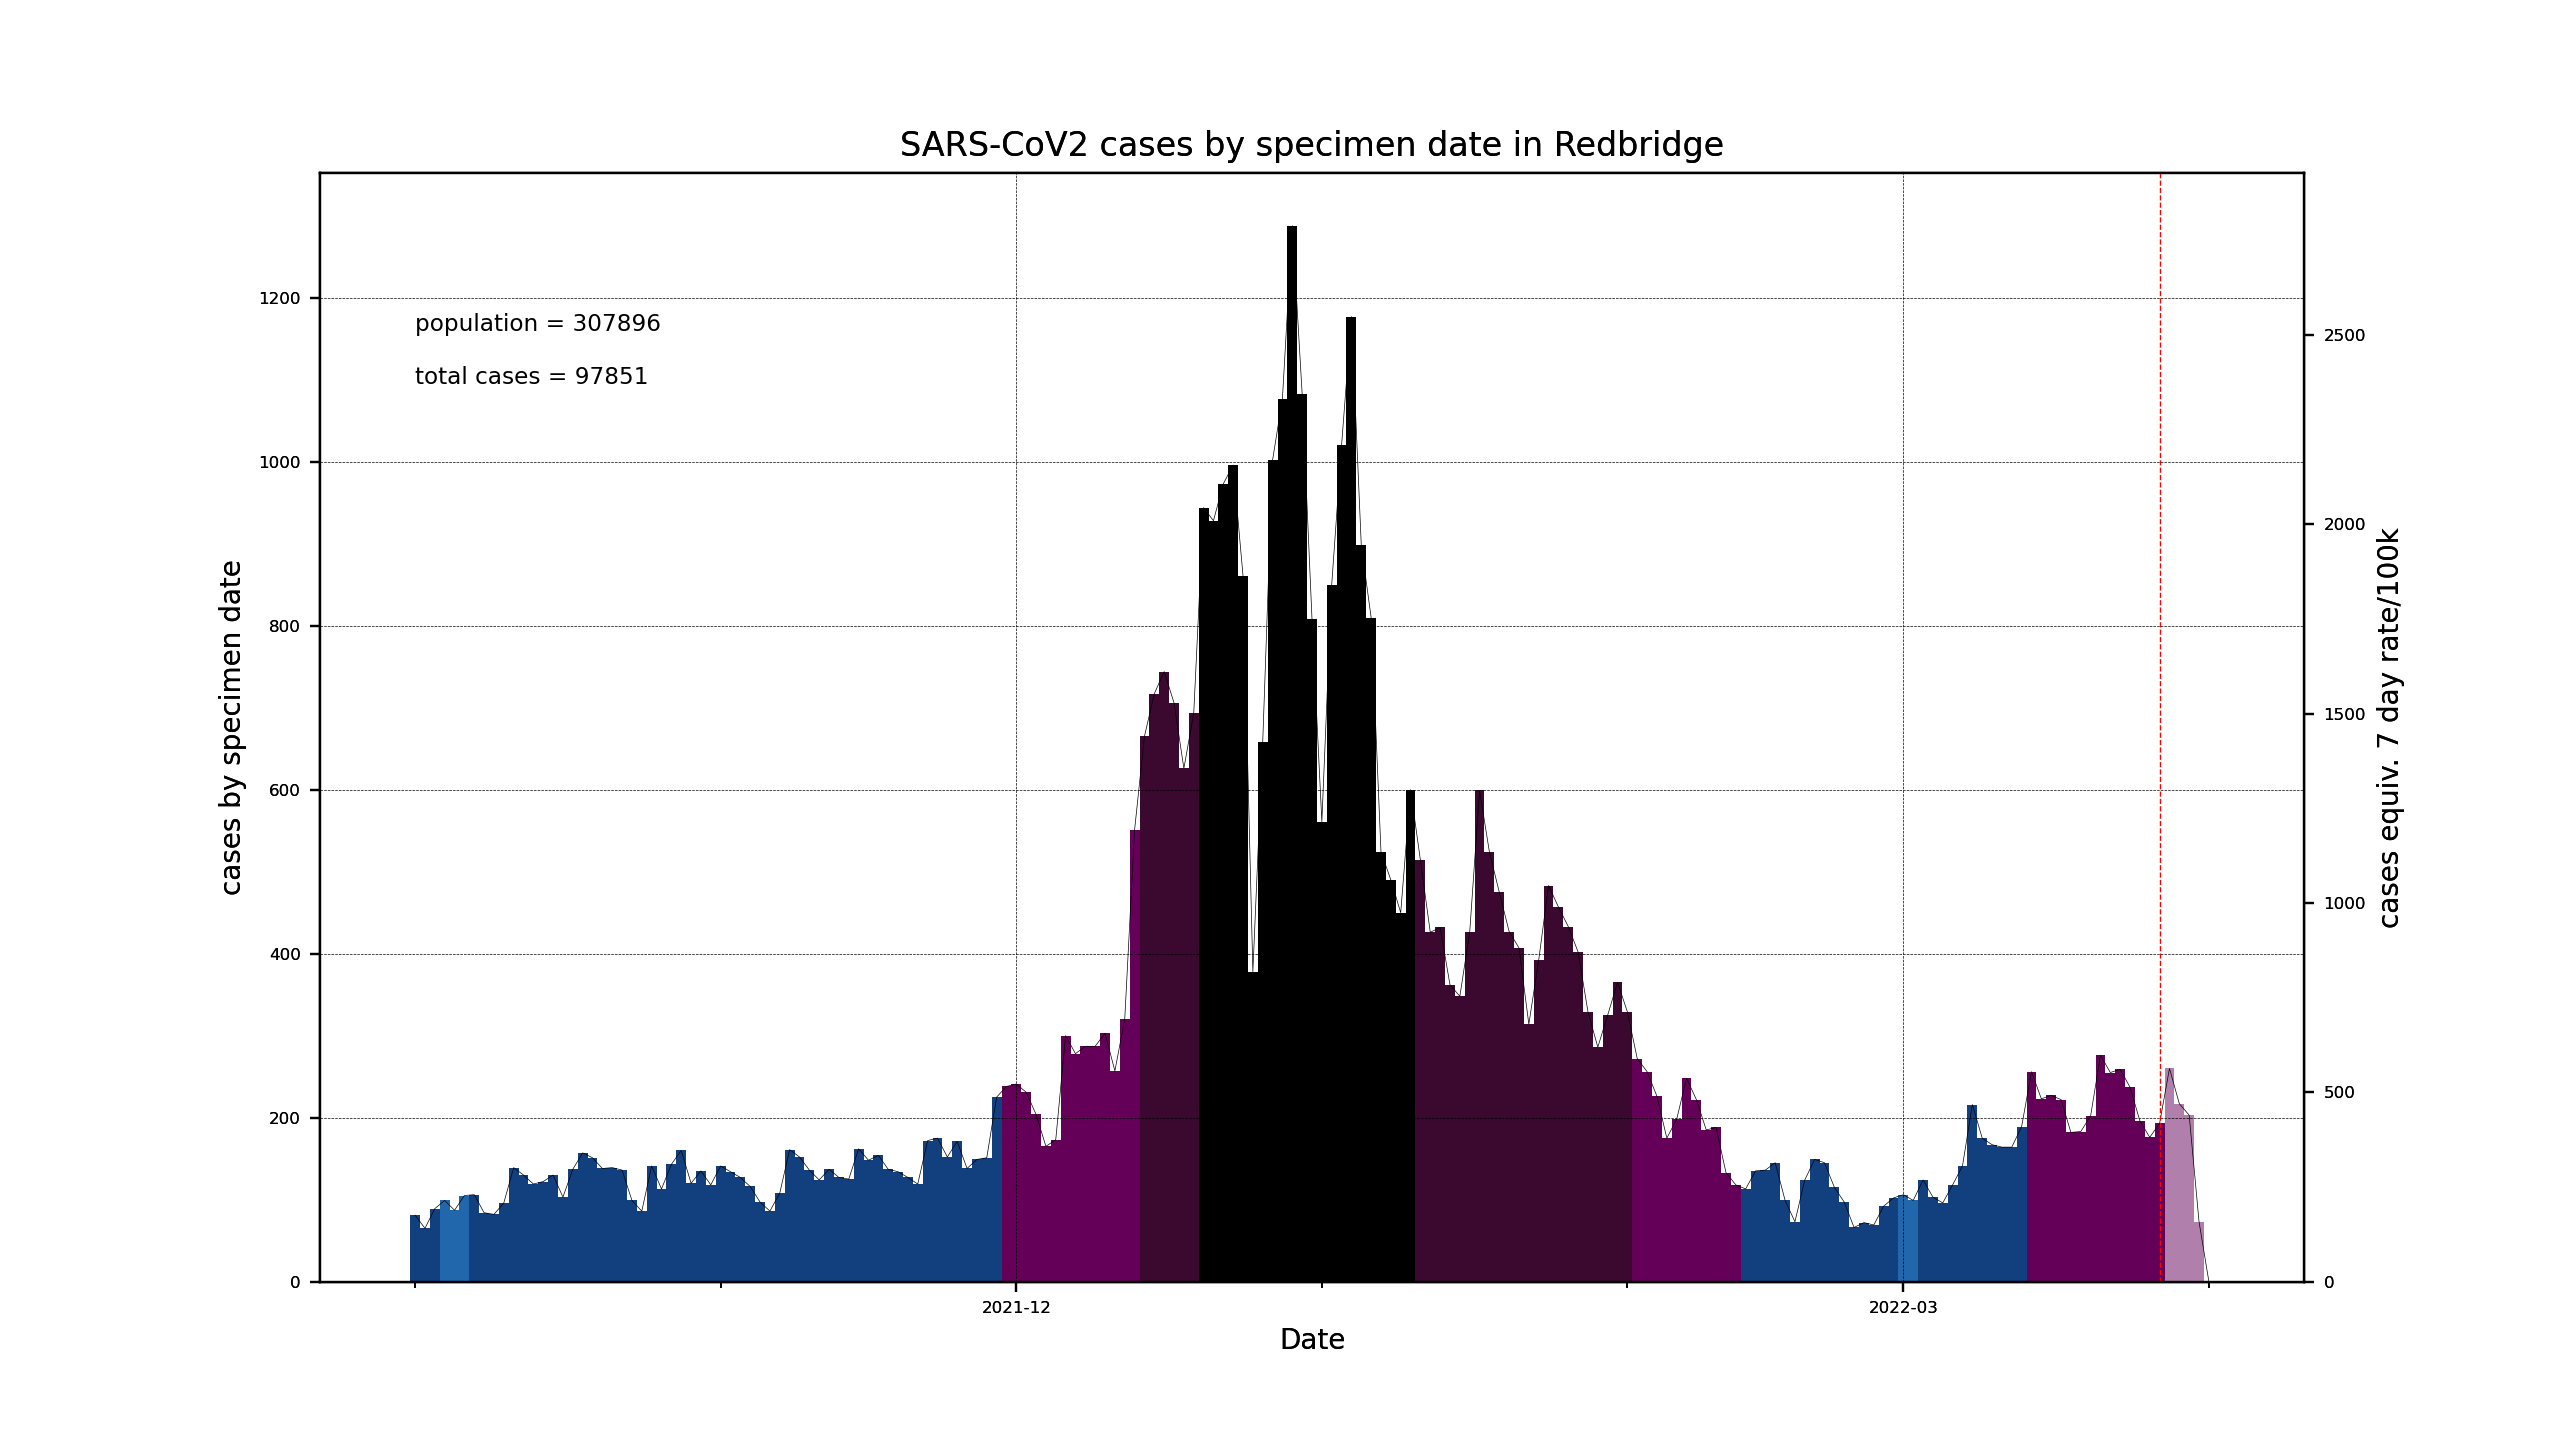 SARS-CoV2 cases by specimen date in Redbridge
population = 307896
total cases = 97851
cases by specimen date
1200
1000
800
600
400
200
0
2500
2000
1500
1000
500
0
cases equiv. 7 day rate/100k
2021-12
2022-03
Date